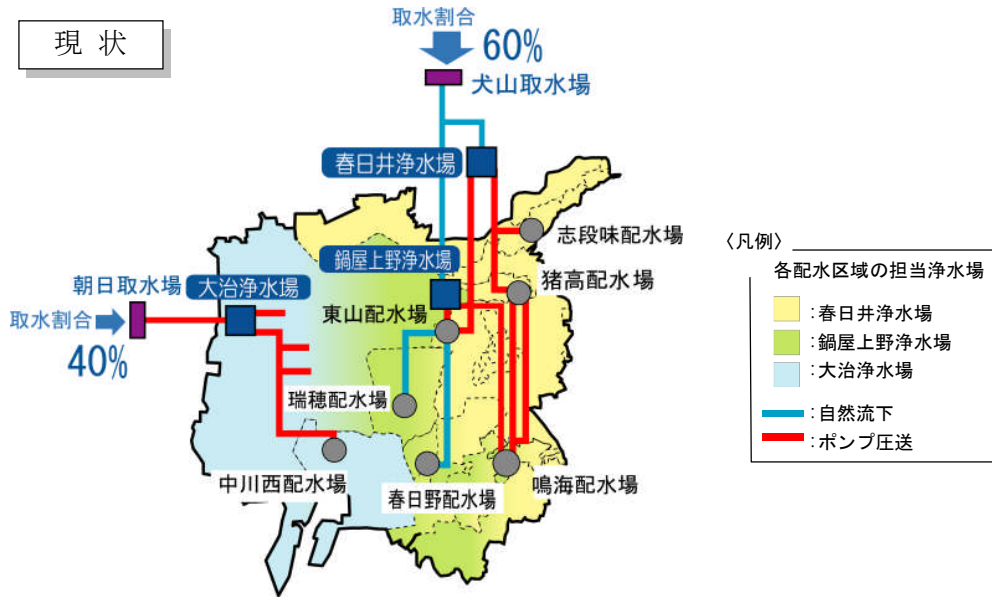 現 状
取水割合
60%
犬山取水場
春日井浄水場
志段味配水場
鍋屋上野浄水場
猪高配水場
朝日取水場
大治浄水場
東山配水場
取水割合
40%
瑞穂配水場
中川西配水場
春日野配水場
鳴海配水場
〈凡例〉
各配水区域の担当浄水場
:春日井浄水場
:鍋屋上野浄水場
:大治浄水場
:自然流下
:ポンプ圧送